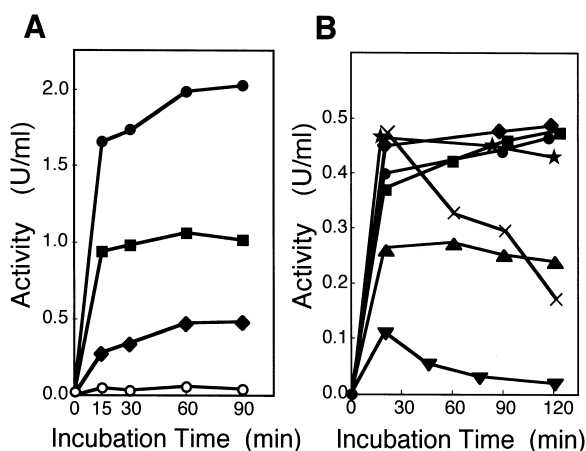 A
Activity (U/ml)
2.0
1.5
1.0
0.5
0.0
0 15 30 60 90
Incubation Time (min)
B
Activity (U/ml)
0.5
0.4
0.3
0.2
0.1
0.0
0 30 60 90 120
Incubation Time (min)